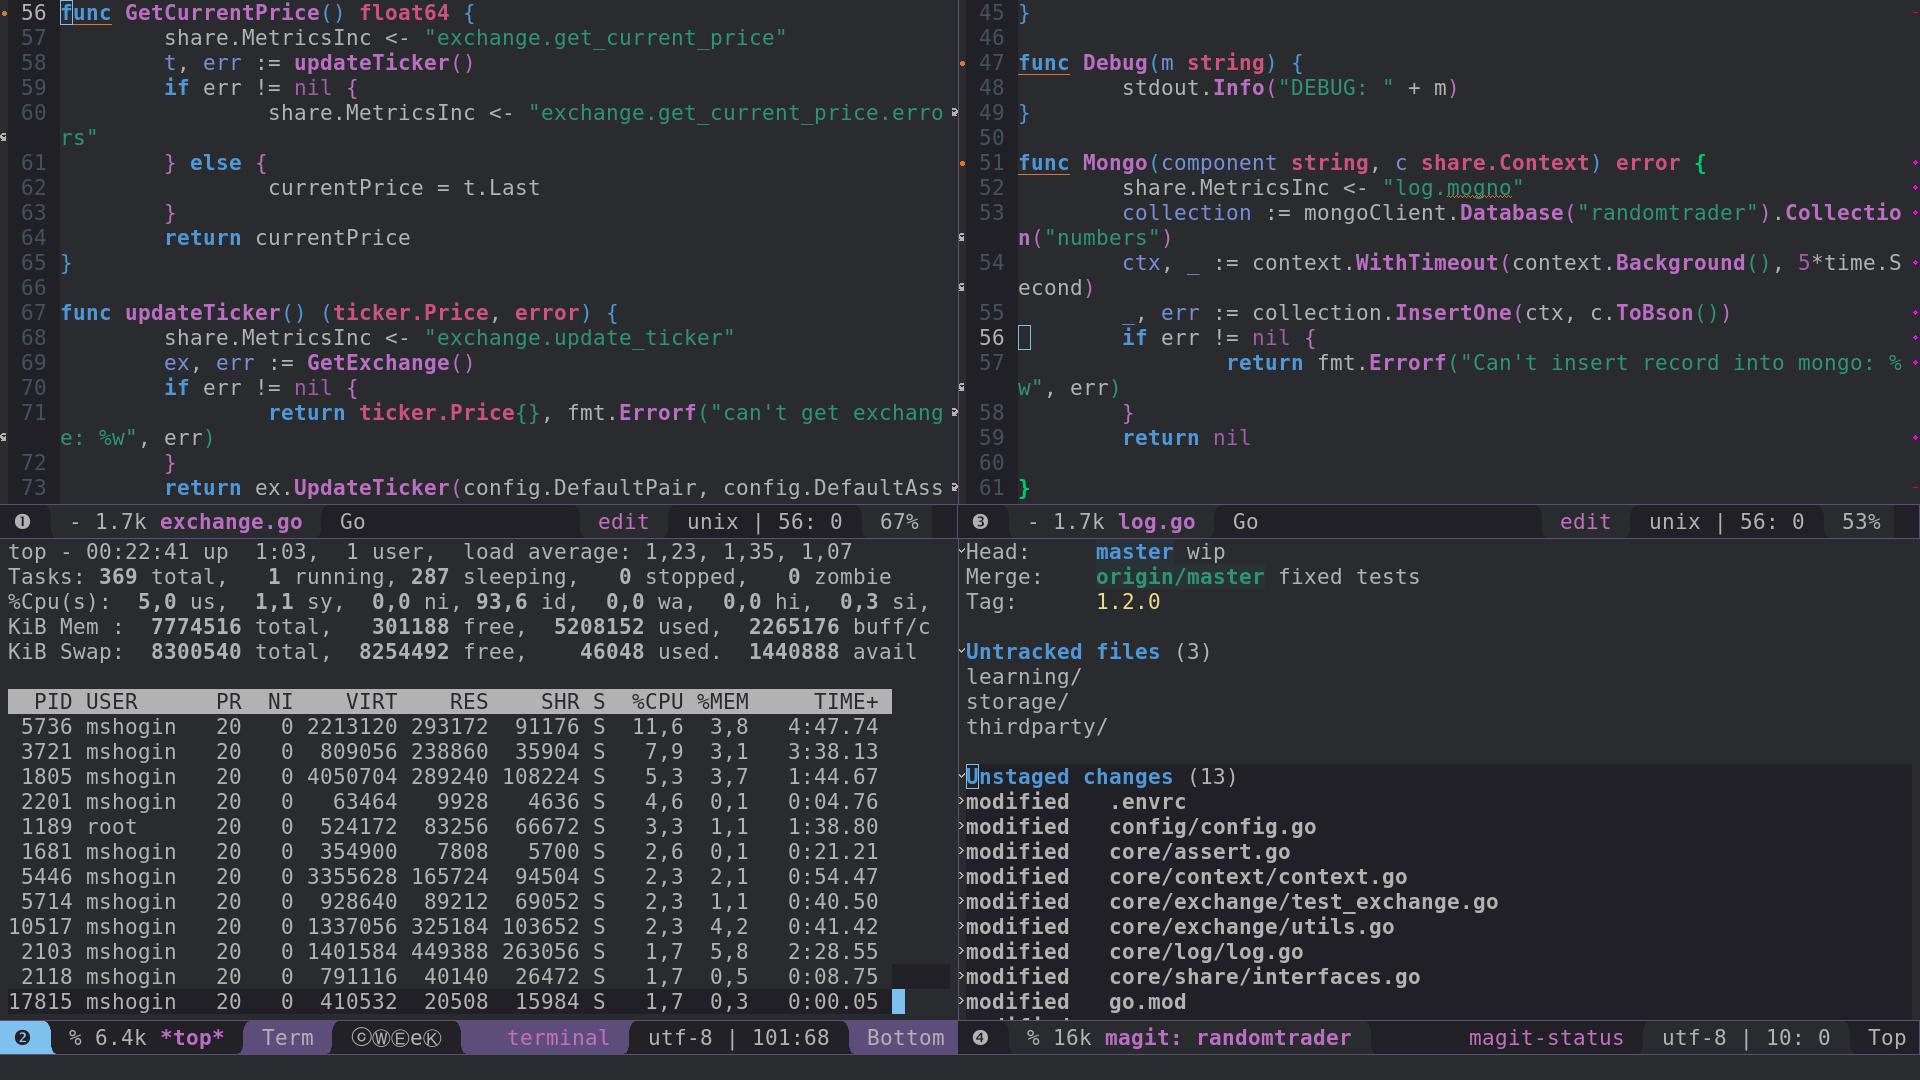 56 func GetCurrentPrice() float64 {
57 share.MetricsInc <- "exchange.get_current_price"
58 t, err := updateTicker()
59 if err != nil {
60 share.MetricsInc <- "exchange.get_current_price.erro
rs"
61 } else {
62 currentPrice = t.Last
63 }
64 return currentPrice
65 }
66
67 func updateTicker() (ticker.Price, error) {
68 share.MetricsInc <- "exchange.update_ticker"
69 ex, err := GetExchange()
70 if err != nil {
71 return ticker.Price{}, fmt.Errorf("can't get exchang
e: %w", err)
72 }
73 return ex.UpdateTicker(config.DefaultPair, config.DefaultAss
❶ - 1.7k exchange.go Go edit unix | 56: 0 67%
45 }
46
47 func Debug(m string) {
48 stdout.Info("DEBUG: " + m)
49 }
50
51 func Mongo(component string, c share.Context) error {
52 share.MetricsInc <- "log.mogno"
53 collection := mongoClient.Database("randomtrader").Collectio
n("numbers")
54 ctx, _ := context.WithTimeout(context.Background(), 5*time.S
econd)
55 _, err := collection.InsertOne(ctx, c.ToBson())
56 if err != nil {
57 return fmt.Errorf("Can't insert record into mongo: %
w", err)
58 }
59 return nil
60
61 }
❸ - 1.7k log.go Go edit unix | 56: 0 53%
top - 00:22:41 up 1:03, 1 user, load average: 1,23, 1,35, 1,07
Tasks: 369 total, 1 running, 287 sleeping, 0 stopped, 0 zombie
%Cpu(s): 5,0 us, 1,1 sy, 0,0 ni, 93,6 id, 0,0 wa, 0,0 hi, 0,3 si,
KiB Mem : 7774516 total, 301188 free, 5208152 used, 2265176 buff/c
KiB Swap: 8300540 total, 8254492 free, 46048 used. 1440888 avail
PID USER PR NI VIRT RES SHR S %CPU %MEM TIME+
5736 mshogin 20 0 2213120 293172 91176 S 11,6 3,8 4:47.74
3721 mshogin 20 0 809056 238860 35904 S 7,9 3,1 3:38.13
1805 mshogin 20 0 4050704 289240 108224 S 5,3 3,7 1:44.67
2201 mshogin 20 0 63464 9928 4636 S 4,6 0,1 0:04.76
1189 root 20 0 524172 83256 66672 S 3,3 1,1 1:38.80
1681 mshogin 20 0 354900 7808 5700 S 2,6 0,1 0:21.21
5446 mshogin 20 0 3355628 165724 94504 S 2,3 2,1 0:54.47
5714 mshogin 20 0 928640 89212 69052 S 2,3 1,1 0:40.50
10517 mshogin 20 0 1337056 325184 103652 S 2,3 4,2 0:41.42
2103 mshogin 20 0 1401584 449388 263056 S 1,7 5,8 2:28.55
2118 mshogin 20 0 791116 40140 26472 S 1,7 0,5 0:08.75
17815 mshogin 20 0 410532 20508 15984 S 1,7 0,3 0:00.05
❷ % 6.4k *top* Term ⓒⓌⒺeⓀ terminal utf-8 | 101:68 Bottom
Head: master wip
Merge: origin/master fixed tests
Tag: 1.2.0
Untracked files (3)
learning/
storage/
thirdparty/
Unstaged changes (13)
modified .envrc
modified config/config.go
modified core/assert.go
modified core/context/context.go
modified core/exchange/test_exchange.go
modified core/exchange/utils.go
modified core/log/log.go
modified core/share/interfaces.go
modified go.mod
❹ % 16k magit: randomtrader magit-status utf-8 | 10: 0 Top